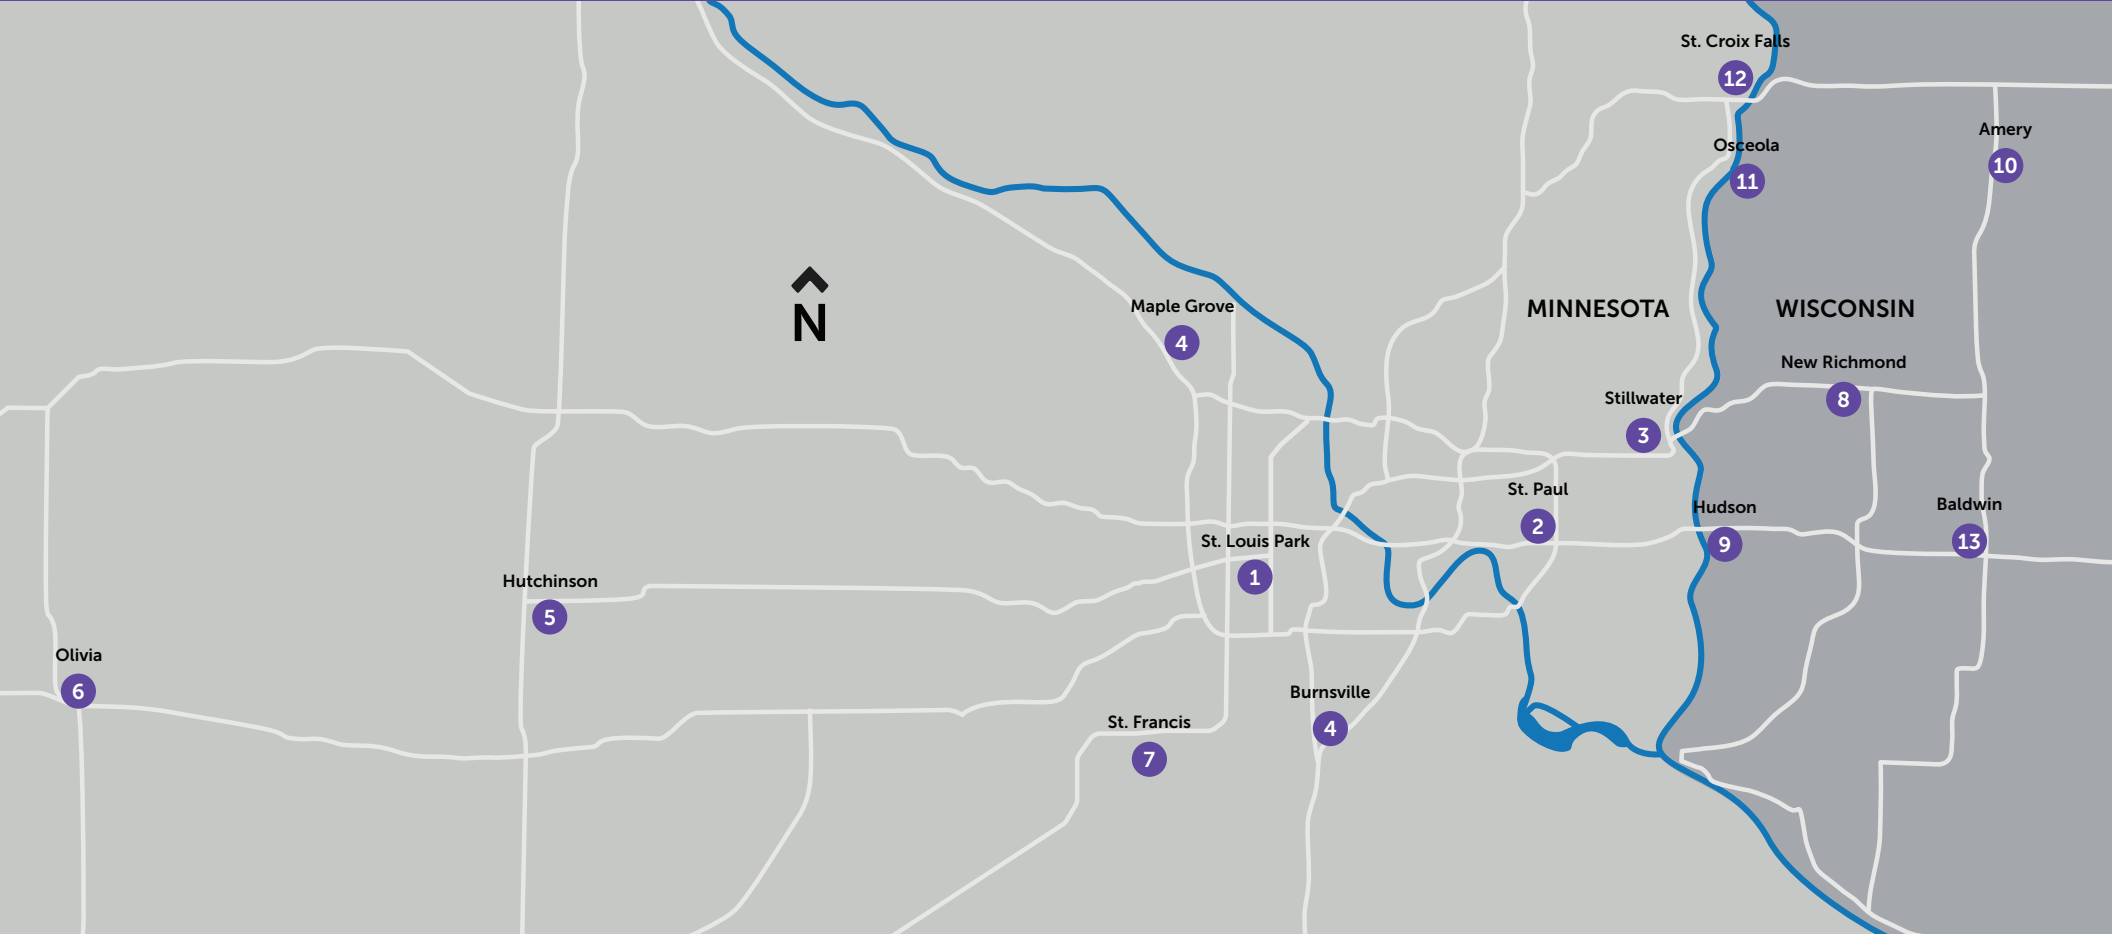 St. Croix Falls
12
Amery
10
Osceola
11
N
Maple Grove
4
MINNESOTA
WISCONSIN
New Richmond
8
Stillwater
3
St. Paul
2
Hudson
9
Baldwin
13
St. Louis Park
1
Hutchinson
5
Olivia
6
Burnsville
4
St. Francis
7